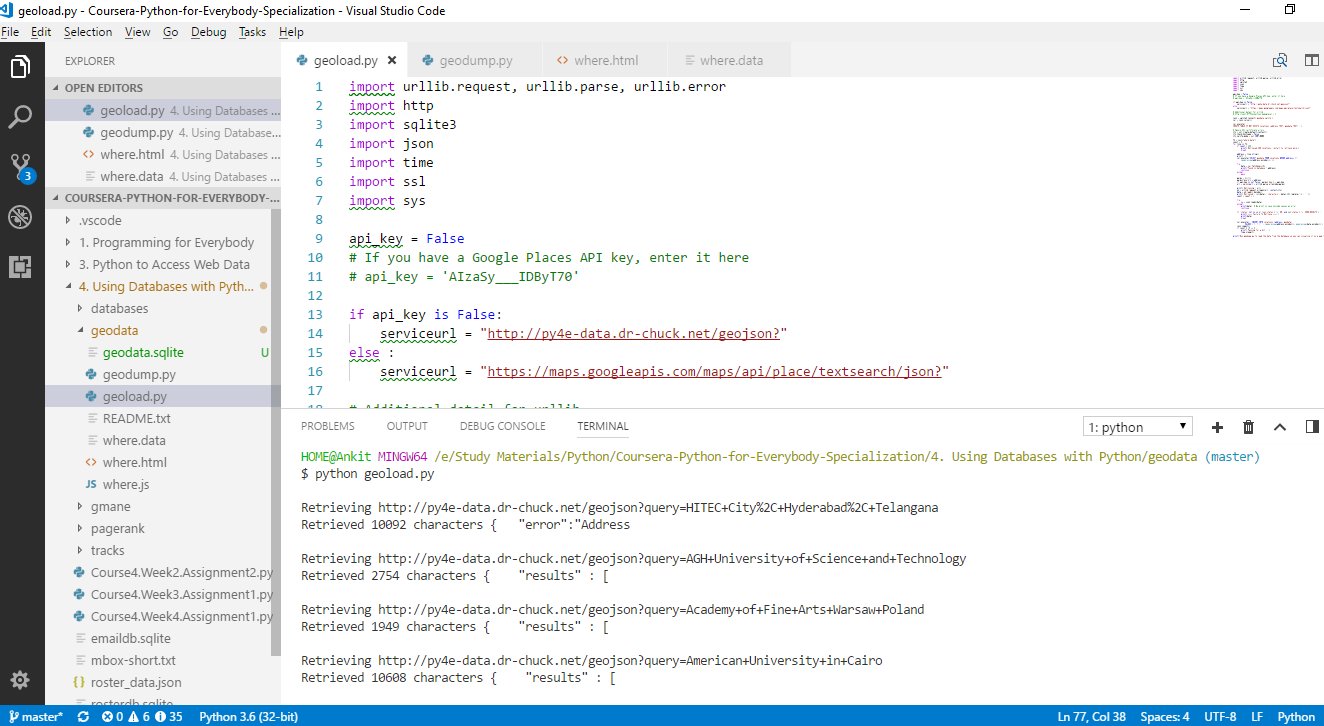 geoload.py - Coursera-Python-for-Everybody-Specialization - Visual Studio Code
File Edit Selection View Go Debug Tasks Help
EXPLORER
OPEN EDITORS
geoload.py 4. Using Databases ...
geodump.py 4. Using Database...
where.html 4. Using Databases ...
where.data 4. Using Databases ...
COURSERA-PYTHON-FOR-EVERYBODY-...
.vscode
1. Programming for Everybody
3. Python to Access Web Data
4. Using Databases with Pyth...
databases
geodata
geodata.sqlite U
geodump.py
geoload.py
README.txt
where.data
where.html
JS where.js
gmane
pagerank
tracks
Course4.Week2.Assignment2.py
Course4.Week3.Assignment1.py
Course4.Week4.Assignment1.py
emaildb.sqlite
mbox-short.txt
{} roster_data.json
rosterdb.sqlite
3
geoload.py geodump.py where.html where.data
1 import urllib.request, urllib.parse, urllib.error
2 import http
3 import sqlite3
4 import json
5 import time
6 import ssl
7 import sys
8
9 api_key = False
10 # If you have a Google Places API key, enter it here
11 # api_key = 'AIzaSy___IDByT70'
12
13 if api_key is False:
14 serviceurl = "http://py4e-data.dr-chuck.net/geojson?"
15 else :
16 serviceurl = "https://maps.googleapis.com/maps/api/place/textsearch/json?"
17
18 # Additional detail for urllib
PROBLEMS OUTPUT DEBUG CONSOLE TERMINAL
1: python
HOME@Ankit MINGW64 /e/Study Materials/Python/Coursera-Python-for-Everybody-Specialization/4. Using Databases with Python/geodata (master)
$ python geoload.py
Retrieving http://py4e-data.dr-chuck.net/geojson?query=HITEC+City%2C+Hyderabad%2C+Telangana
Retrieved 10092 characters { "error":"Address
Retrieving http://py4e-data.dr-chuck.net/geojson?query=AGH+University+of+Science+and+Technology
Retrieved 2754 characters { "results" : [
Retrieving http://py4e-data.dr-chuck.net/geojson?query=Academy+of+Fine+Arts+Warsaw+Poland
Retrieved 1949 characters { "results" : [
Retrieving http://py4e-data.dr-chuck.net/geojson?query=American+University+in+Cairo
Retrieved 10608 characters { "results" : [
master* 0 6 35 Python 3.6 (32-bit) Ln 77, Col 38 Spaces: 4 UTF-8 LF Python